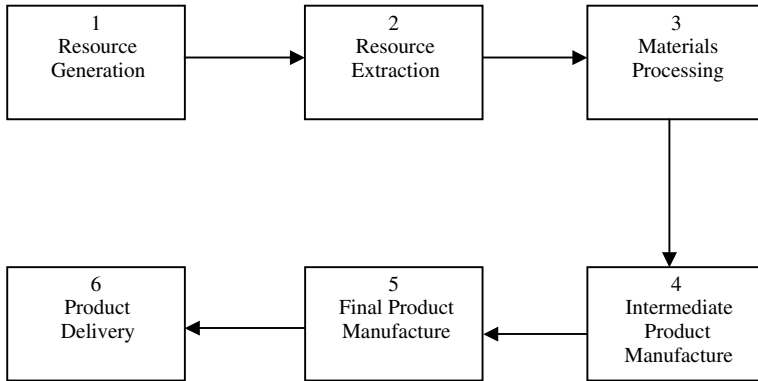 1
Resource
Generation
2
Resource
Extraction
3
Materials
Processing
4
Intermediate
Product
Manufacture
5
Final Product
Manufacture
6
Product
Delivery